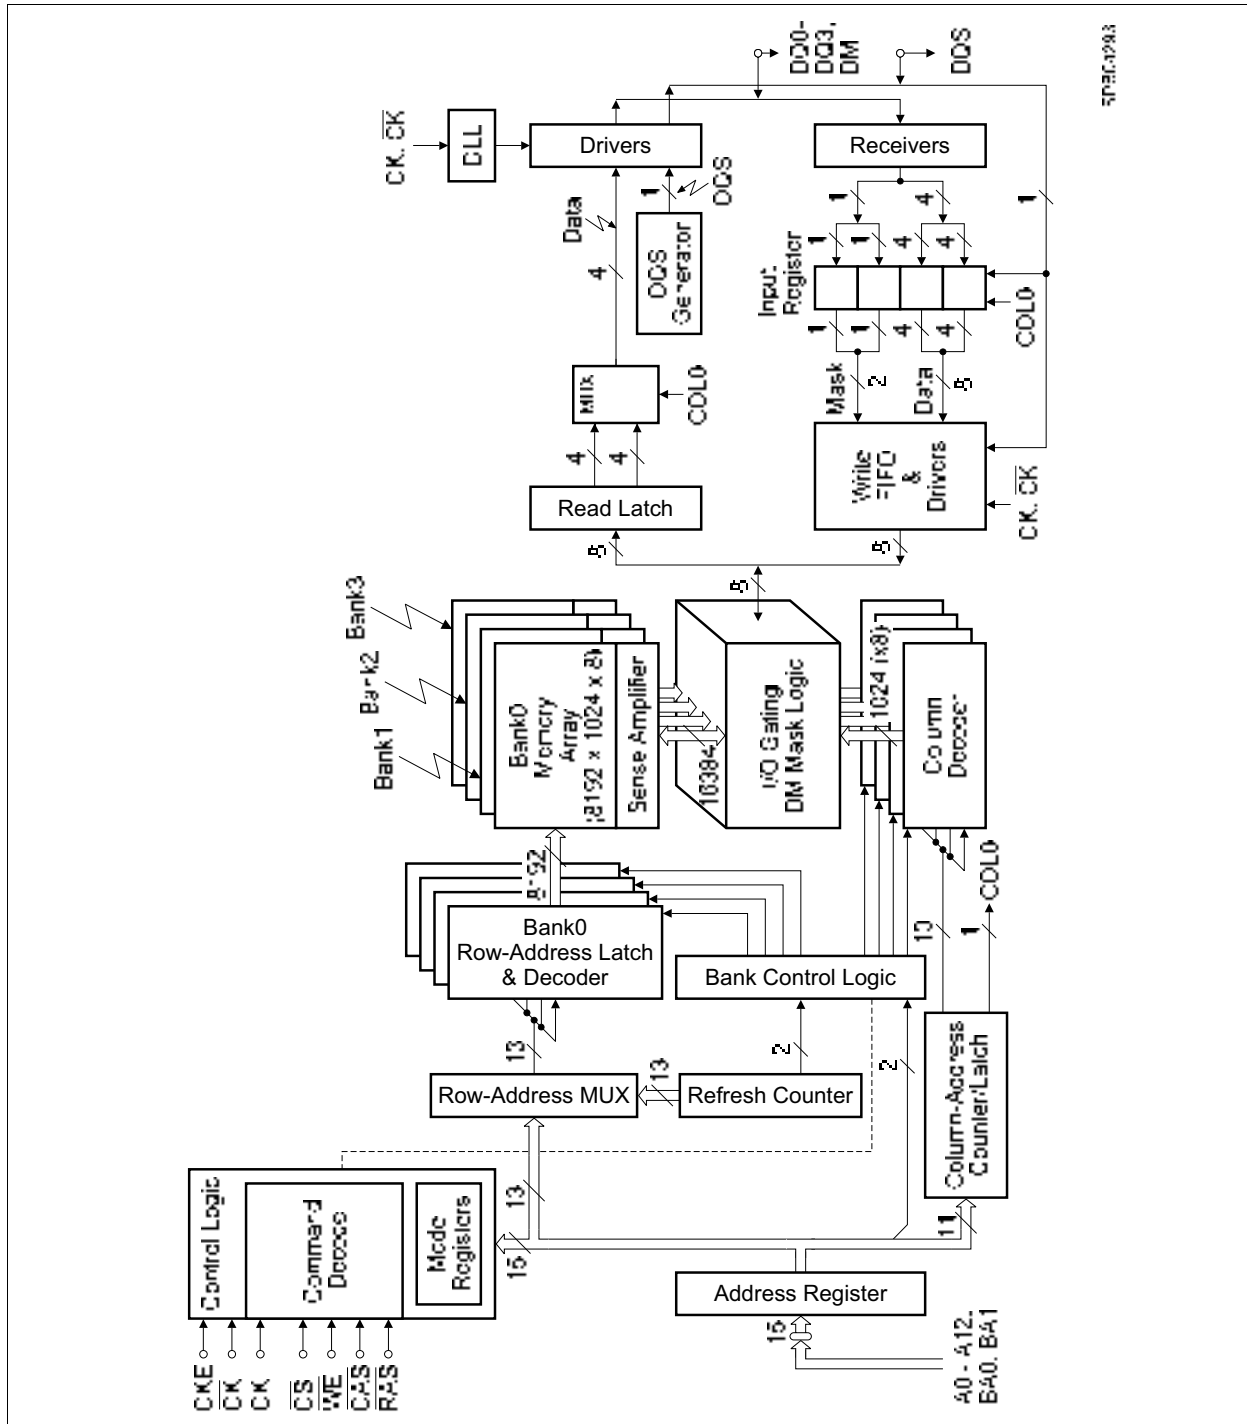 DQ0-
DQ3,
DM
DQS
CK, CK
DLL
Drivers
Receivers
1
DQS
Data
4
DQS
Generator
1
4
1
1
4
4
Input
Register
1
1
4
4
COL0
1
MUX
COL0
Mask
2
Data
8
4
4
Read Latch
Write
FIFO
&
Drivers
CK, CK
8
8
8
Bank3
Bank2
Bank1
Bank0
Memory
Array
(8192 x 1024 x 8)
Sense Amplifier
16384
I/O Gating
DM Mask Logic
1024 (x8)
Column
Decoder
8192
Bank0
Row-Address Latch
& Decoder
Bank Control Logic
10
1
COL0
13
Row-Address MUX
13
Refresh Counter
2
2
Column-Address
Counter/Latch
Control Logic
Command
Decode
Mode
Registers
15
13
11
Address Register
15
A0 - A12,
BA0, BA1
CKE
CK
CK
CS
WE
CAS
RAS